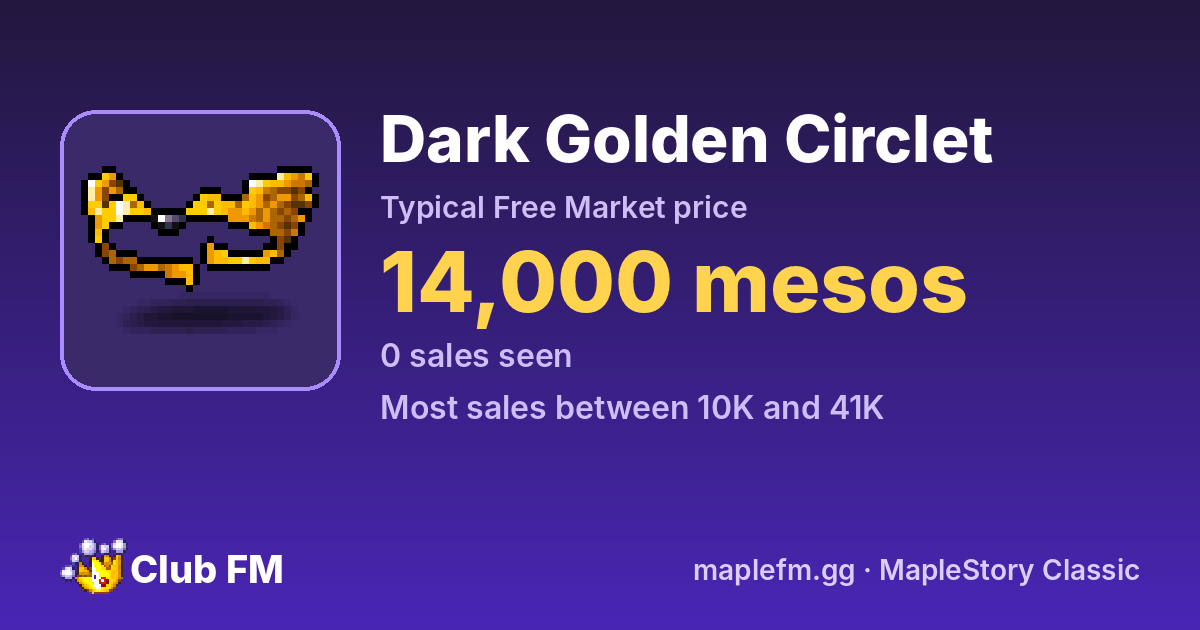 Dark Golden Circlet
Typical Free Market price
14,000 mesos
0 sales seen
Most sales between 10K and 41K
Club FM
maplefm.gg · MapleStory Classic